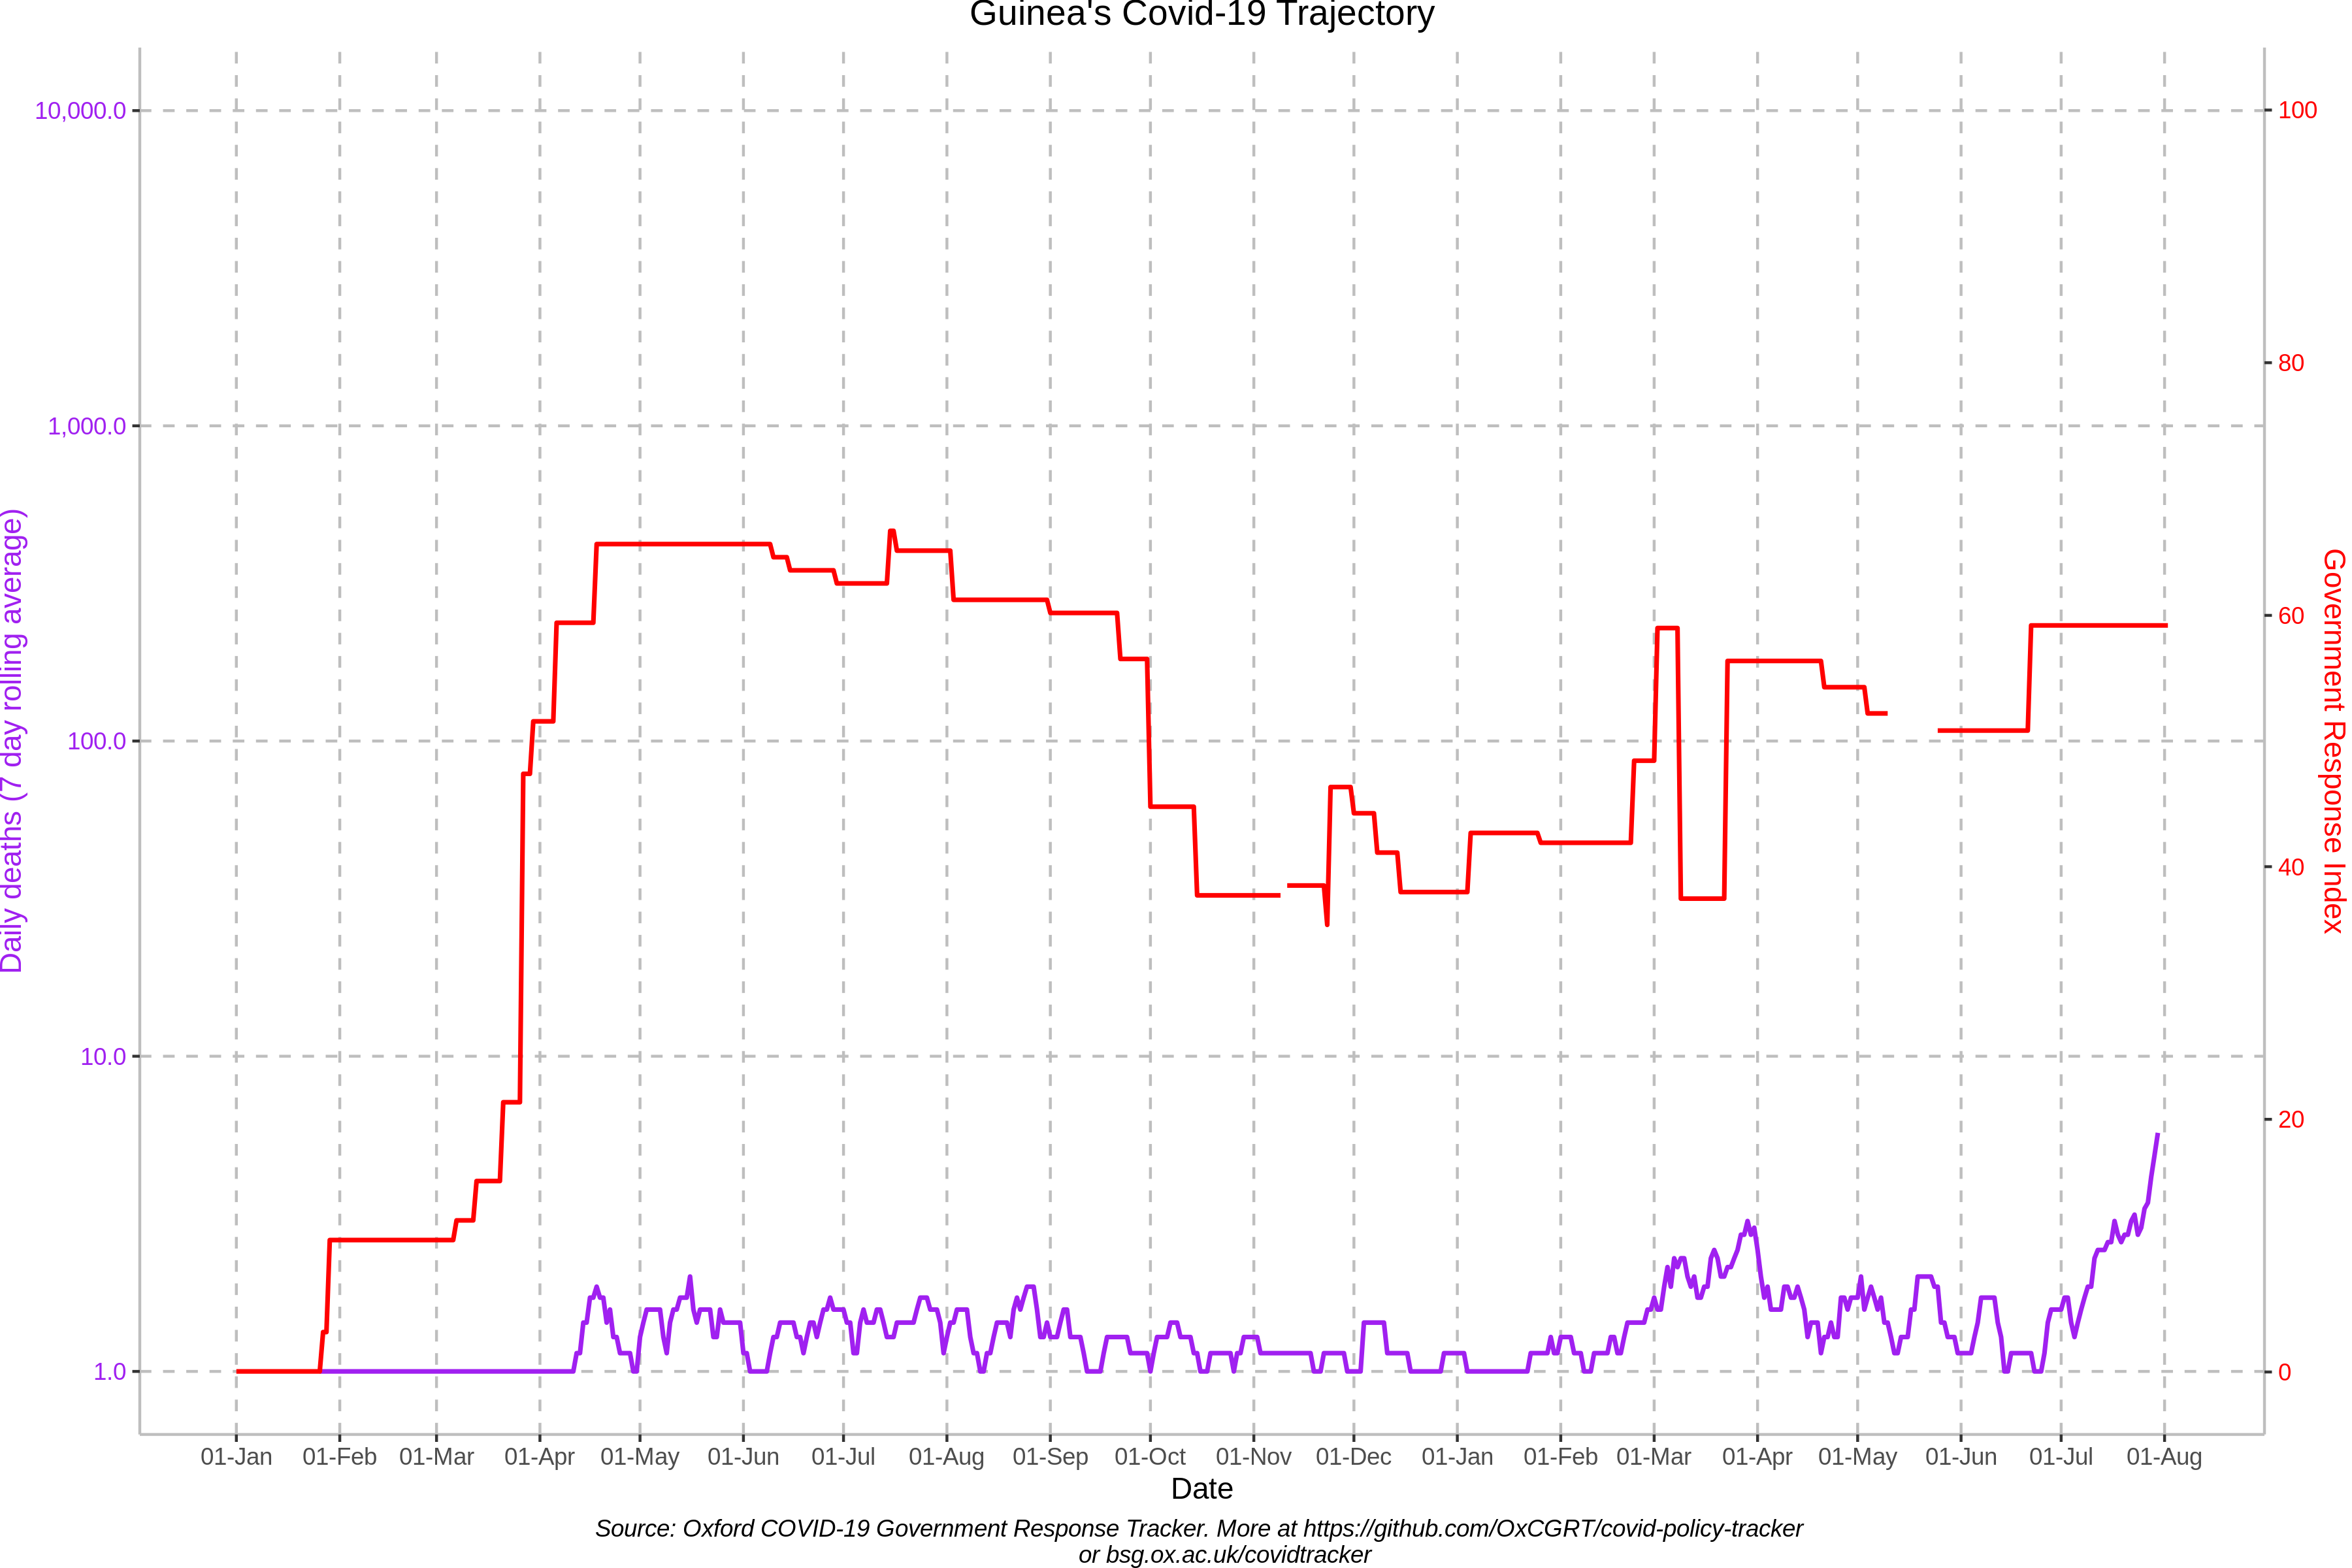 Guinea's Covid-19 Trajectory
10,000.0
1,000.0
100.0
10.0
1.0
Daily deaths (7 day rolling average)
100
80
60
40
20
0
Government Response Index
01-Jan 01-Feb 01-Mar 01-Apr 01-May 01-Jun 01-Jul 01-Aug 01-Sep 01-Oct 01-Nov 01-Dec 01-Jan 01-Feb 01-Mar 01-Apr 01-May 01-Jun 01-Jul 01-Aug
Date
Source: Oxford COVID-19 Government Response Tracker. More at https://github.com/OxCGRT/covid-policy-tracker
or bsg.ox.ac.uk/covidtracker